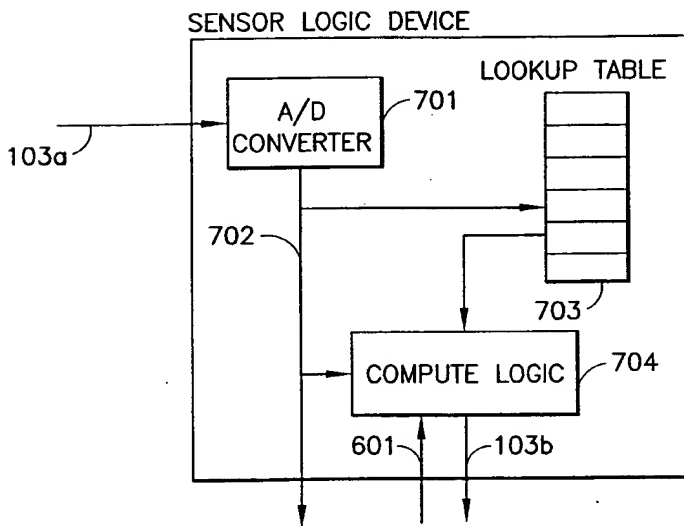 SENSOR LOGIC DEVICE
LOOKUP TABLE
A/D
CONVERTER
701
103a
702
703
COMPUTE LOGIC
704
601
103b